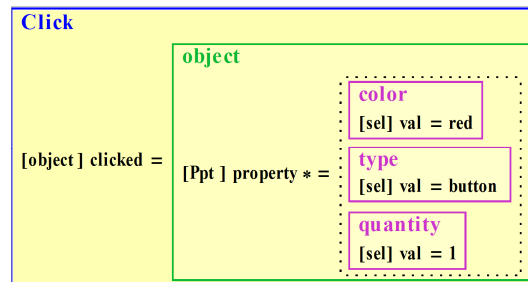 Click
object
color
[sel] val = red
[object] clicked =
[Ppt ] property * =
type
[sel] val = button
quantity
[sel] val = 1